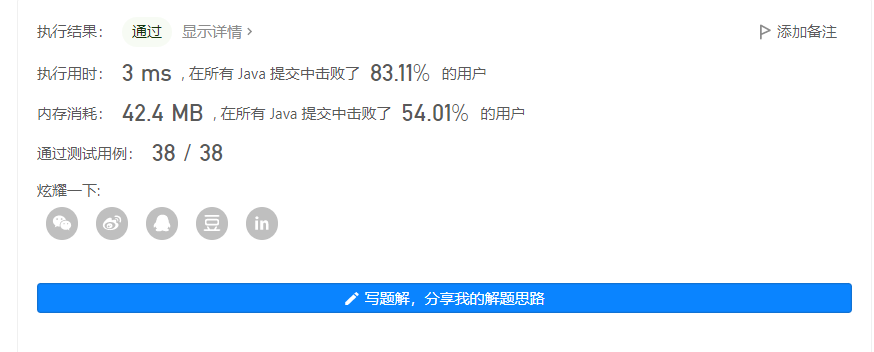 执行结果： 通过 显示详情 › 添加备注
执行用时： 3 ms , 在所有 Java 提交中击败了 83.11% 的用户
内存消耗： 42.4 MB , 在所有 Java 提交中击败了 54.01% 的用户
通过测试用例： 38 / 38
炫耀一下:
豆 in
写题解，分享我的解题思路